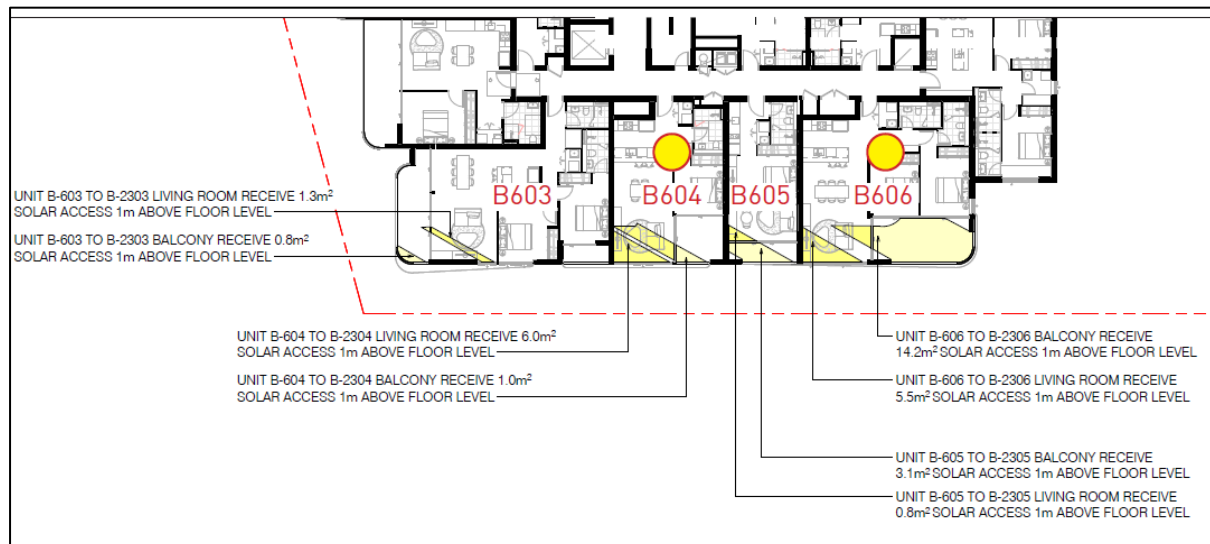 B603
B604
B605
B606
UNIT B-603 TO B-2303 LIVING ROOM RECEIVE 1.3m²
SOLAR ACCESS 1m ABOVE FLOOR LEVEL
UNIT B-603 TO B-2303 BALCONY RECEIVE 0.8m²
SOLAR ACCESS 1m ABOVE FLOOR LEVEL
UNIT B-604 TO B-2304 LIVING ROOM RECEIVE 6.0m²
SOLAR ACCESS 1m ABOVE FLOOR LEVEL
UNIT B-604 TO B-2304 BALCONY RECEIVE 1.0m²
SOLAR ACCESS 1m ABOVE FLOOR LEVEL
UNIT B-606 TO B-2306 BALCONY RECEIVE
14.2m² SOLAR ACCESS 1m ABOVE FLOOR LEVEL
UNIT B-606 TO B-2306 LIVING ROOM RECEIVE
5.5m² SOLAR ACCESS 1m ABOVE FLOOR LEVEL
UNIT B-605 TO B-2305 BALCONY RECEIVE
3.1m² SOLAR ACCESS 1m ABOVE FLOOR LEVEL
UNIT B-605 TO B-2305 LIVING ROOM RECEIVE
0.8m² SOLAR ACCESS 1m ABOVE FLOOR LEVEL